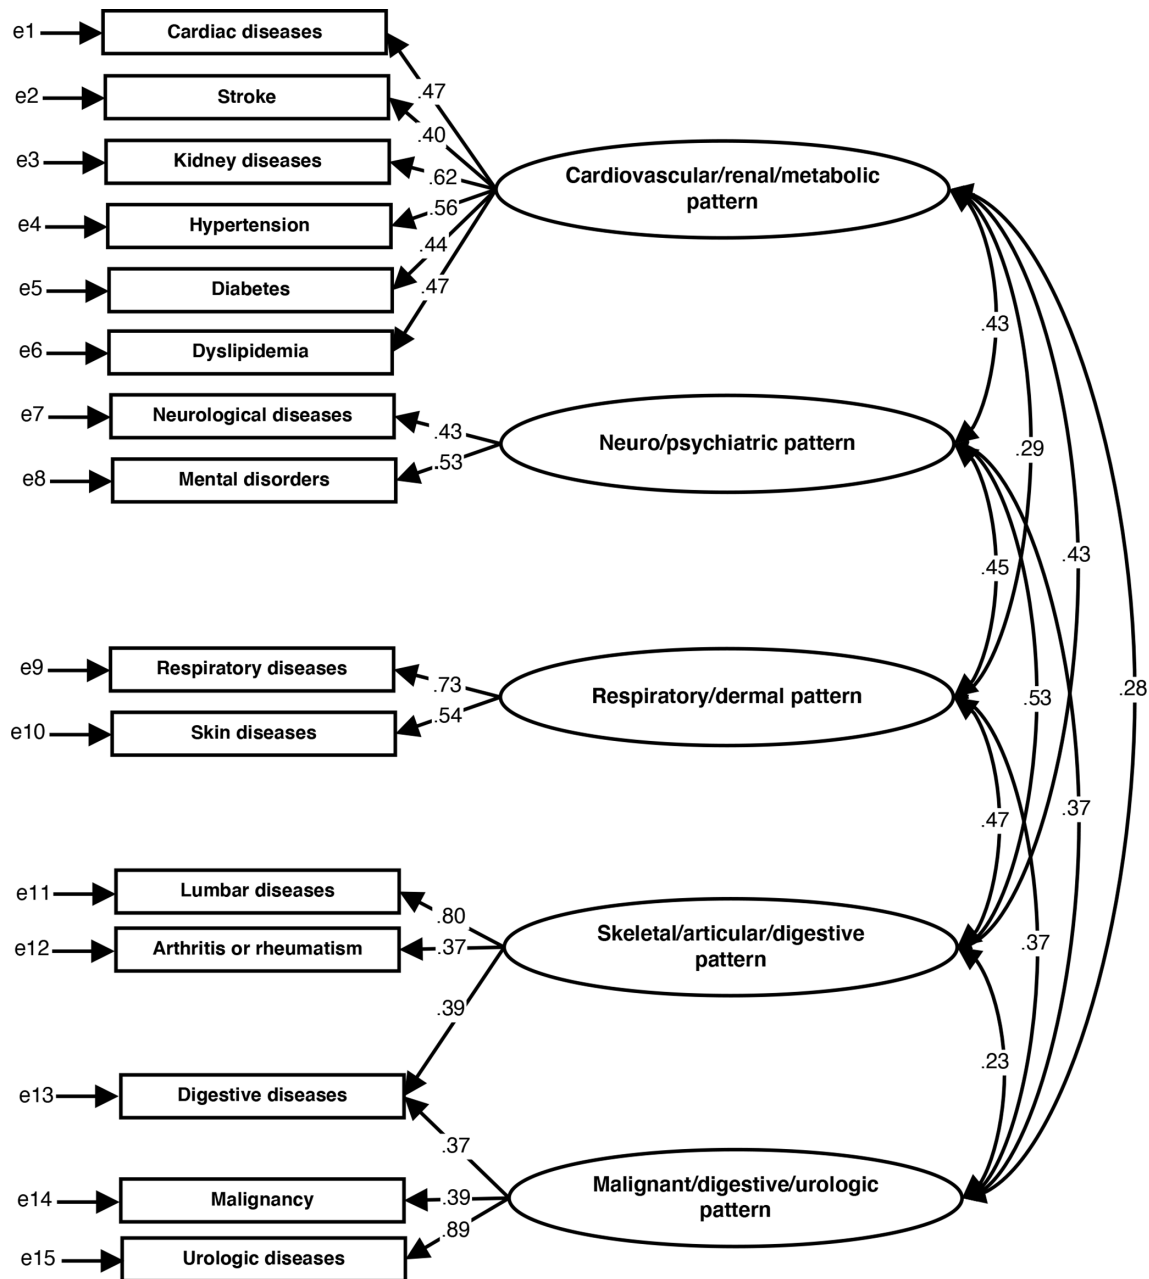 e1
Cardiac diseases
.47
e2
Stroke
.40
e3
Kidney diseases
.62
Cardiovascular/renal/metabolic
pattern
e4
Hypertension
.56
.44
e5
Diabetes
.47
.43
e6
Dyslipidemia
e7
Neurological diseases
.43
Neuro/psychiatric pattern
.29
.53
e8
Mental disorders
.45
.43
e9
Respiratory diseases
.73
Respiratory/dermal pattern
.53
.28
.54
e10
Skin diseases
.47
.37
e11
Lumbar diseases
.80
Skeletal/articular/digestive
pattern
.37
e12
Arthritis or rheumatism
.37
.39
.23
e13
Digestive diseases
.37
Malignant/digestive/urologic
pattern
e14
Malignancy
.39
.89
e15
Urologic diseases